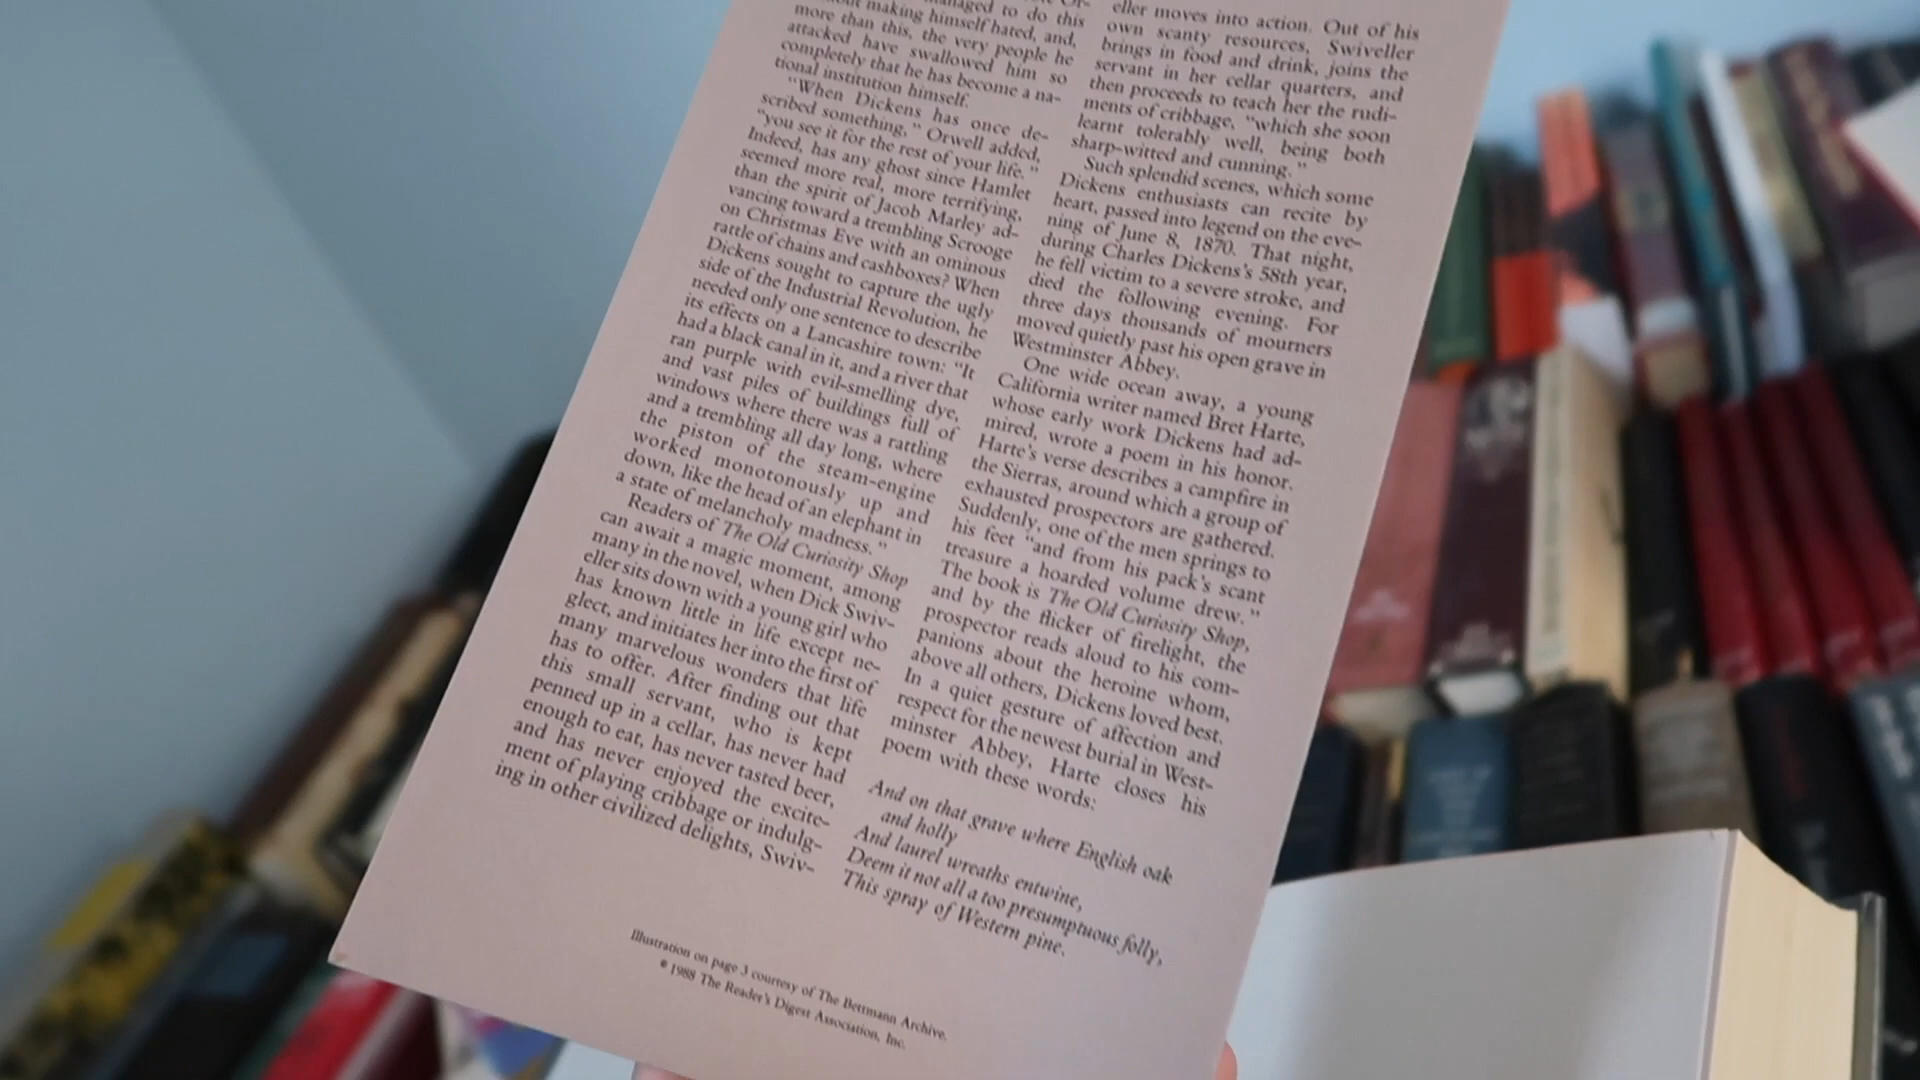 managed to do this
making himself hated, and,
more than this, the very people he
attacked have swallowed him so
completely that he has become a na-
tional institution himself.
“When Dickens has once de-
scribed something,” Orwell added,
“you see it for the rest of your life.”
Indeed, has any ghost since Hamlet
seemed more real, more terrifying,
than the spirit of Jacob Marley ad-
vancing toward a trembling Scrooge
on Christmas Eve with an ominous
rattle of chains and cashboxes? When
Dickens sought to capture the ugly
side of the Industrial Revolution, he
needed only one sentence to describe
its effects on a Lancashire town: “It
had a black canal in it, and a river that
ran purple with evil-smelling dye,
and vast piles of buildings full of
windows where there was a rattling
and a trembling all day long, where
the piston of the steam-engine
worked monotonously up and
down, like the head of an elephant in
a state of melancholy madness.”
Readers of The Old Curiosity Shop
can await a magic moment, among
many in the novel, when Dick Swiv-
eller sits down with a young girl who
has known little in life except ne-
glect, and initiates her into the first of
many marvelous wonders that life
has to offer. After finding out that
this small servant, who is kept
penned up in a cellar, has never had
enough to eat, has never tasted beer,
and has never enjoyed the excite-
ment of playing cribbage or indulg-
ing in other civilized delights, Swiv-
eller moves into action. Out of his
own scanty resources, Swiveller
brings in food and drink, joins the
servant in her cellar quarters, and
then proceeds to teach her the rudi-
ments of cribbage, “which she soon
learnt tolerably well, being both
sharp-witted and cunning.”
Such splendid scenes, which some
Dickens enthusiasts can recite by
heart, passed into legend on the eve-
ning of June 8, 1870. That night,
during Charles Dickens’s 58th year,
he fell victim to a severe stroke, and
died the following evening. For
three days thousands of mourners
moved quietly past his open grave in
Westminster Abbey.
One wide ocean away, a young
California writer named Bret Harte,
whose early work Dickens had ad-
mired, wrote a poem in his honor.
Harte’s verse describes a campfire in
the Sierras, around which a group of
exhausted prospectors are gathered.
Suddenly, one of the men springs to
his feet “and from his pack’s scant
treasure a hoarded volume drew.”
The book is The Old Curiosity Shop,
and by the flicker of firelight, the
prospector reads aloud to his com-
panions about the heroine whom,
above all others, Dickens loved best.
In a quiet gesture of affection and
respect for the newest burial in West-
minster Abbey, Harte closes his
poem with these words:
And on that grave where English oak
and holly
And laurel wreaths entwine,
Deem it not all a too presumptuous folly,
This spray of Western pine.
Illustration on page 3 courtesy of The Bettmann Archive.
© 1988 The Reader’s Digest Association, Inc.